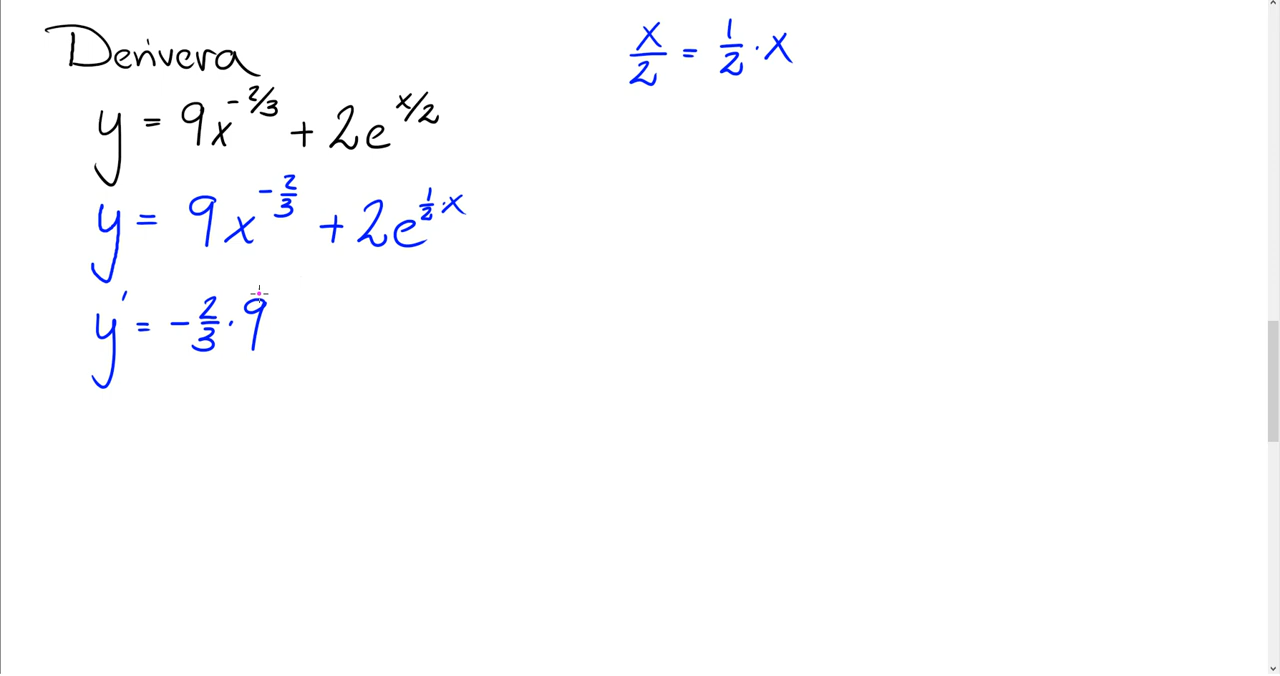 Derivera
x/2 = 1/2 · x
y = 9x^(-2/3) + 2e^(x/2)
y = 9x^(-2/3) + 2e^(1/2 · x)
y' = -2/3 · 9